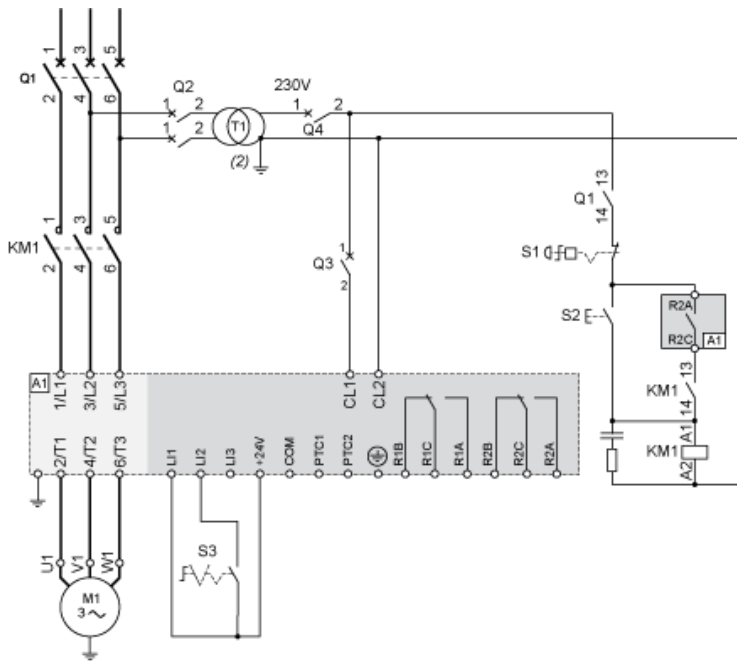 1 3 5
Q1
2 4 6
Q2
1 2
1 2
T1
(2)
230V
1 2
Q4
13
Q1
14
S1
S2
R2A
R2C
A1
13
KM1
14
A1
KM1
A2
1
Q3
2
1 3 5
KM1
2 4 6
A1
1/L1 3/L2 5/L3
CL1 CL2
2/T1 4/T2 6/T3
LI1 LI2 LI3 +24V COM PTC1 PTC2 R1B R1C R1A R2B R2C R2A
S3
U1 V1 W1
M1
3